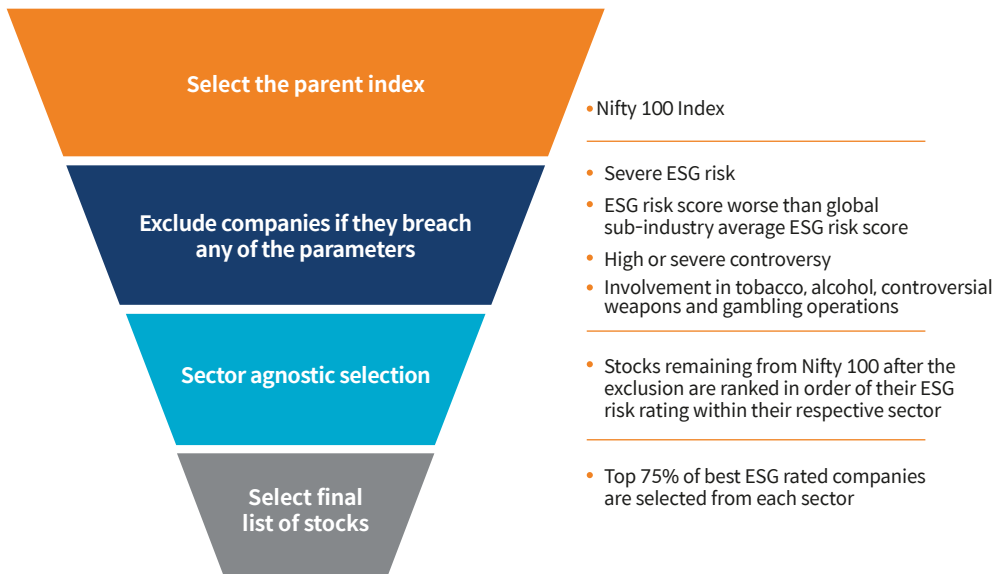 Select the parent index
•Nifty 100 Index
Exclude companies if they breach
any of the parameters
• Severe ESG risk
• ESG risk score worse than global
sub-industry average ESG risk score
• High or severe controversy
• Involvement in tobacco, alcohol, controversial
weapons and gambling operations
Sector agnostic selection
• Stocks remaining from Nifty 100 after the
exclusion are ranked in order of their ESG
risk rating within their respective sector
Select final
list of stocks
• Top 75% of best ESG rated companies
are selected from each sector